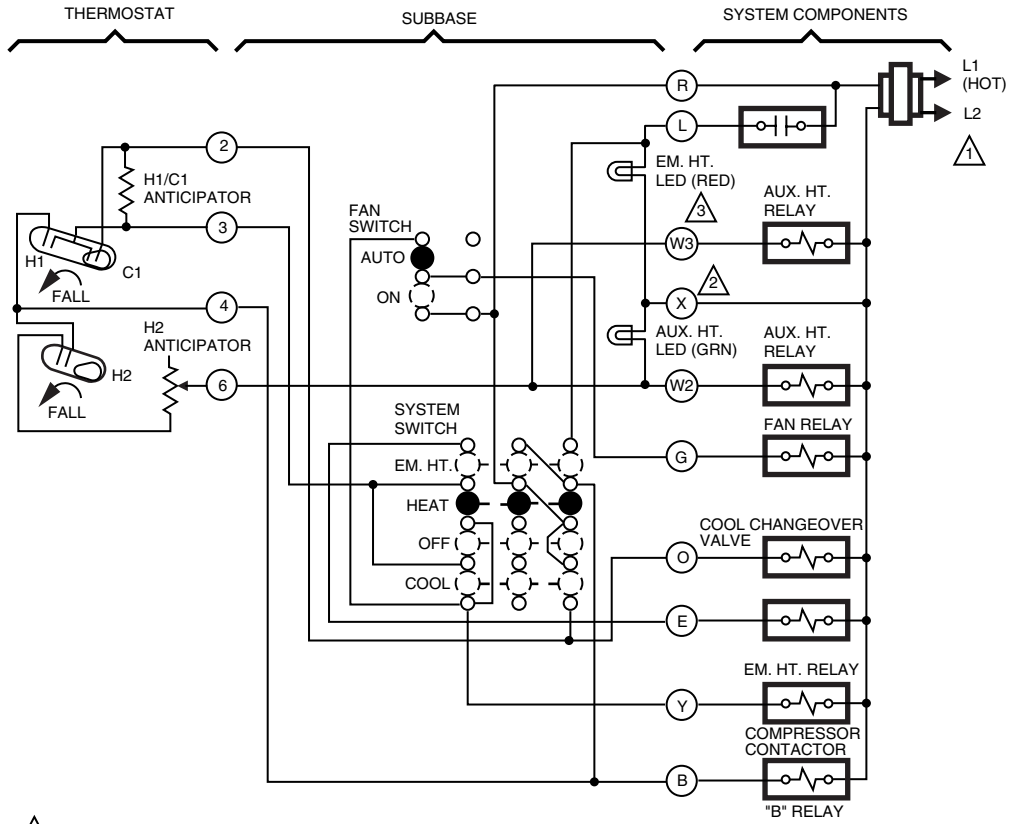 THERMOSTAT
SUBBASE
SYSTEM COMPONENTS
R
L1
(HOT)
L
L2
1
2
H1/C1
ANTICIPATOR
EM. HT.
LED (RED)
3
AUX. HT.
RELAY
FAN
SWITCH
3
W3
AUTO
H1
C1
FALL
ON
2
X
4
H2
ANTICIPATOR
AUX. HT.
LED (GRN)
AUX. HT.
RELAY
H2
6
W2
FALL
SYSTEM
SWITCH
FAN RELAY
EM. HT.
G
HEAT
COOL CHANGEOVER
VALVE
OFF
O
COOL
E
EM. HT. RELAY
Y
COMPRESSOR
CONTACTOR
B
"B" RELAY